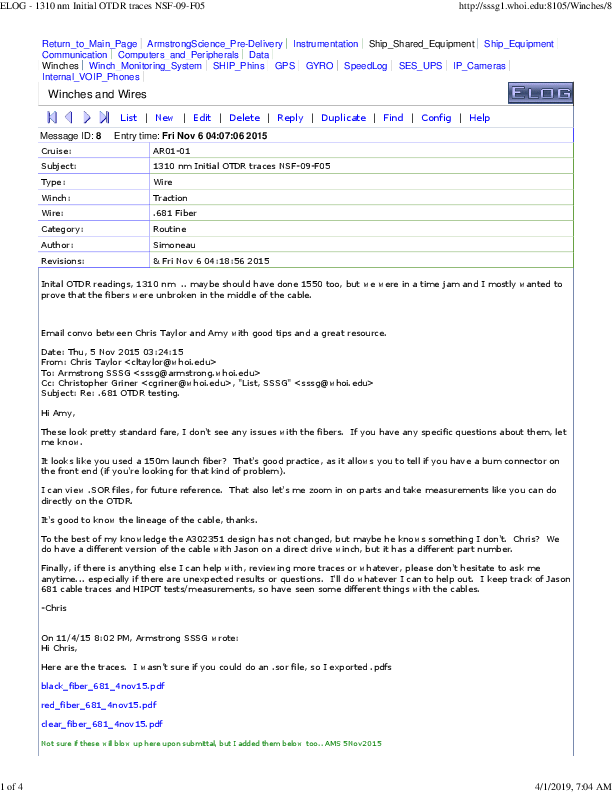 ELOG - 1310 nm Initial OTDR traces NSF-09-F05 http://sssg1.whoi.edu:8105/Winches/8
Return_to_Main_Page | ArmstrongScience_Pre-Delivery | Instrumentation | Ship_Shared_Equipment | Ship_Equipment
Communication | Computers_and_Peripherals | Data |
Winches | Winch_Monitoring_System | SHIP_Phins | GPS | GYRO | SpeedLog | SES_UPS | IP_Cameras |
Internal_VOIP_Phones |
Winches and Wires ELOG
List | New | Edit | Delete | Reply | Duplicate | Find | Config | Help
Message ID: 8 Entry time: Fri Nov 6 04:07:06 2015
Cruise: AR01-01
Subject: 1310 nm Initial OTDR traces NSF-09-F05
Type: Wire
Winch: Traction
Wire: .681 Fiber
Category: Routine
Author: Simoneau
Revisions: & Fri Nov 6 04:18:56 2015
Inital OTDR readings, 1310 nm .. maybe should have done 1550 too, but we were in a time jam and I mostly wanted to
prove that the fibers were unbroken in the middle of the cable.
Email convo between Chris Taylor and Amy with good tips and a great resource.
Date: Thu, 5 Nov 2015 03:24:15
From: Chris Taylor <cltaylor@whoi.edu>
To: Armstrong SSSG <sssg@armstrong.whoi.edu>
Cc: Christopher Griner <cgriner@whoi.edu>, "List, SSSG" <sssg@whoi.edu>
Subject: Re: .681 OTDR testing.
Hi Amy,
These look pretty standard fare, I don't see any issues with the fibers. If you have any specific questions about them, let
me know.
It looks like you used a 150m launch fiber? That's good practice, as it allows you to tell if you have a bum connector on
the front end (if you're looking for that kind of problem).
I can view .SOR files, for future reference. That also let's me zoom in on parts and take measurements like you can do
directly on the OTDR.
It's good to know the lineage of the cable, thanks.
To the best of my knowledge the A302351 design has not changed, but maybe he knows something I don't. Chris? We
do have a different version of the cable with Jason on a direct drive winch, but it has a different part number.
Finally, if there is anything else I can help with, reviewing more traces or whatever, please don't hesitate to ask me
anytime... especially if there are unexpected results or questions. I'll do whatever I can to help out. I keep track of Jason
681 cable traces and HIPOT tests/measurements, so have seen some different things with the cables.
-Chris
On 11/4/15 8:02 PM, Armstrong SSSG wrote:
Hi Chris,
Here are the traces. I wasn't sure if you could do an .sor file, so I exported .pdfs
black_fiber_681_4nov15.pdf
red_fiber_681_4nov15.pdf
clear_fiber_681_4nov15.pdf
Not sure if these will blow up here upon submittal, but I added them below too.. AMS 5Nov2015
1 of 4 4/1/2019, 7:04 AM